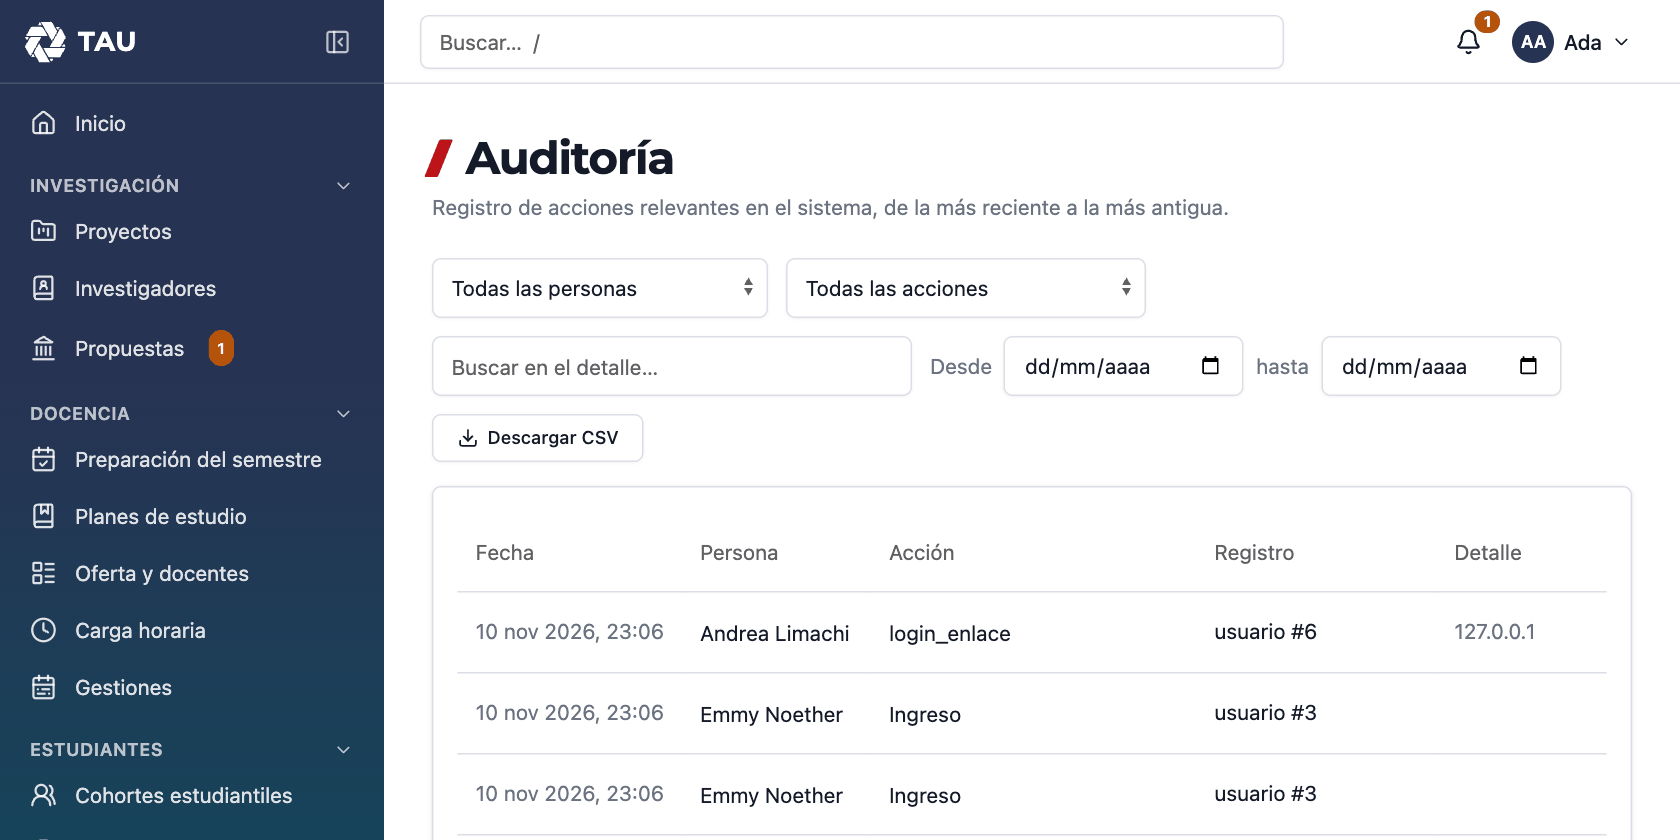 TAU
Buscar... /
1
AA Ada
Inicio
INVESTIGACIÓN
Proyectos
Investigadores
Propuestas 1
DOCENCIA
Preparación del semestre
Planes de estudio
Oferta y docentes
Carga horaria
Gestiones
ESTUDIANTES
Cohortes estudiantiles
Auditoría
Registro de acciones relevantes en el sistema, de la más reciente a la más antigua.
Todas las personas Todas las acciones
Buscar en el detalle... Desde dd/mm/aaaa hasta dd/mm/aaaa
Descargar CSV
Fecha Persona Acción Registro Detalle
10 nov 2026, 23:06 Andrea Limachi login_enlace usuario #6 127.0.0.1
10 nov 2026, 23:06 Emmy Noether Ingreso usuario #3
10 nov 2026, 23:06 Emmy Noether Ingreso usuario #3